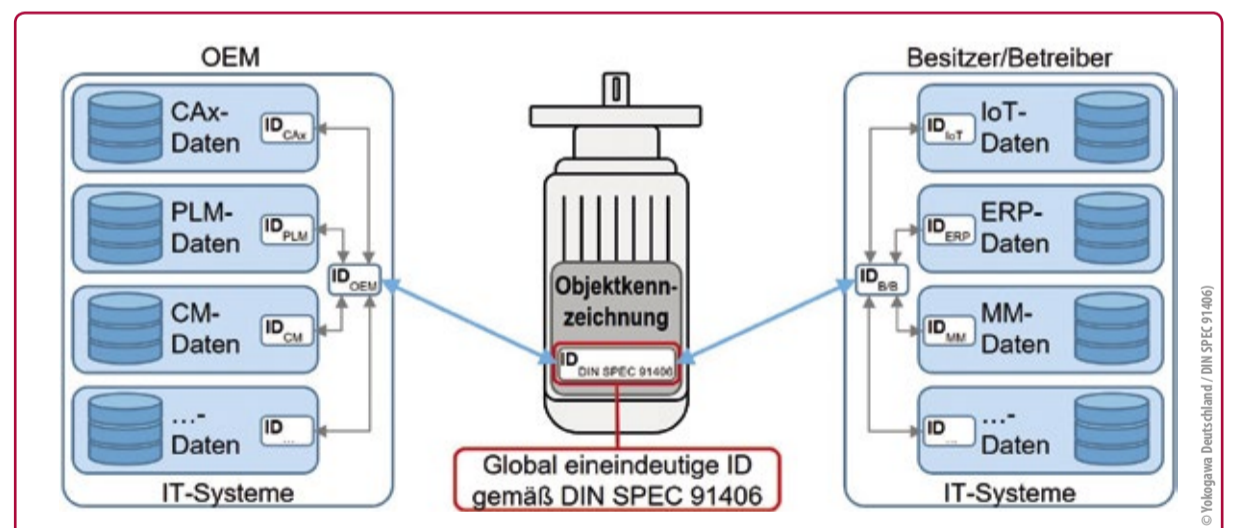 OEM
CAx-
Daten
ID CAx
PLM-
Daten
ID PLM
ID OEM
CM-
Daten
ID CM
...-
Daten
ID ...
IT-Systeme
Objektkenn-
zeichnung
ID DIN SPEC 91406
Global eineindeutige ID
gemäß DIN SPEC 91406
Besitzer/Betreiber
ID IoT
IoT-
Daten
ID ERP
ERP-
Daten
ID B/B
ID MM
MM-
Daten
ID ...
...-
Daten
IT-Systeme
© Yokogawa Deutschland / DIN SPEC 91406)